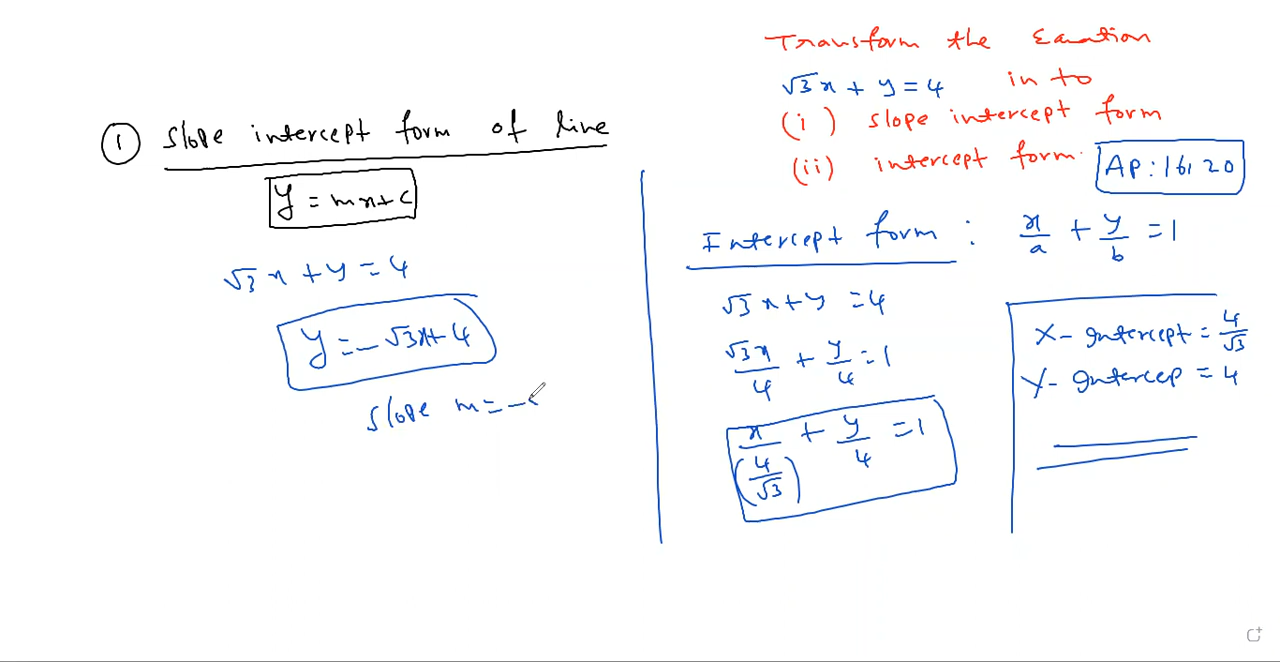 Transform the Equation
√3x + y = 4 in to
(i) slope intercept form
(ii) intercept form.
AP: 16, 20
① slope intercept form of line
y = mx+c
√3x + y = 4
y = -√3x+4
slope m = -
Intercept form : x/a + y/b = 1
√3x+y = 4
√3x/4 + y/4 = 1
x/(4/√3) + y/4 = 1
X- Intercept = 4/√3
Y- Intercep = 4